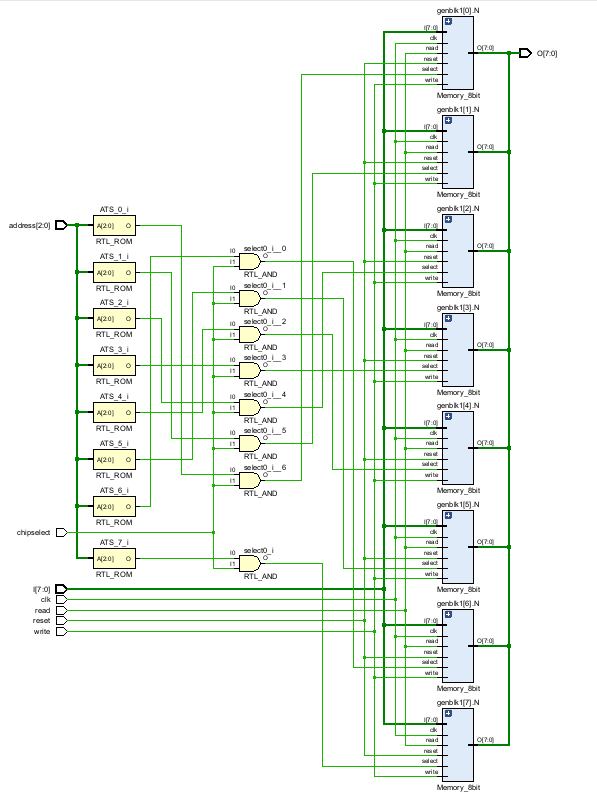 genblk1[0].N
I[7:0]
clk
read
reset
select
write
O[7:0]
O[7:0]
Memory_8bit
genblk1[1].N
I[7:0]
clk
read
reset
select
write
O[7:0]
Memory_8bit
genblk1[2].N
I[7:0]
clk
read
reset
select
write
O[7:0]
Memory_8bit
genblk1[3].N
I[7:0]
clk
read
reset
select
write
O[7:0]
Memory_8bit
genblk1[4].N
I[7:0]
clk
read
reset
select
write
O[7:0]
Memory_8bit
genblk1[5].N
I[7:0]
clk
read
reset
select
write
O[7:0]
Memory_8bit
genblk1[6].N
I[7:0]
clk
read
reset
select
write
O[7:0]
Memory_8bit
genblk1[7].N
I[7:0]
clk
read
reset
select
write
O[7:0]
Memory_8bit
address[2:0]
ATS_0_i
A[2:0] O
RTL_ROM
ATS_1_i
A[2:0] O
RTL_ROM
ATS_2_i
A[2:0] O
RTL_ROM
ATS_3_i
A[2:0] O
RTL_ROM
ATS_4_i
A[2:0] O
RTL_ROM
ATS_5_i
A[2:0] O
RTL_ROM
ATS_6_i
A[2:0] O
RTL_ROM
chipselect
ATS_7_i
A[2:0] O
RTL_ROM
select0_i__0
I0
O
I1
RTL_AND
select0_i__1
I0
O
I1
RTL_AND
select0_i__2
I0
O
I1
RTL_AND
select0_i__3
I0
O
I1
RTL_AND
select0_i__4
I0
O
I1
RTL_AND
select0_i__5
I0
O
I1
RTL_AND
select0_i__6
I0
O
I1
RTL_AND
select0_i
I0
O
I1
RTL_AND
I[7:0]
clk
read
reset
write